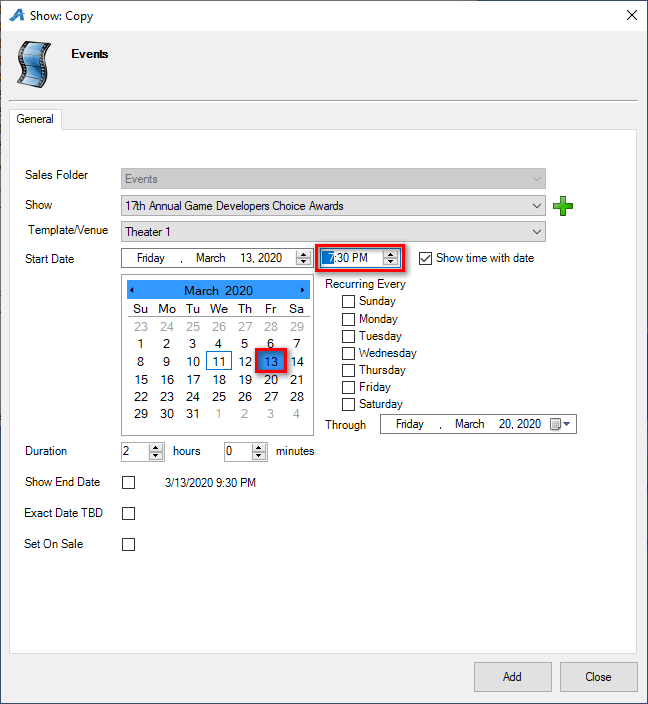 Show: Copy
Events
General
Sales Folder Events
Show 17th Annual Game Developers Choice Awards
Template/Venue Theater 1
Start Date Friday , March 13, 2020 7:30 PM Show time with date
March 2020
Su Mo Tu We Th Fr Sa
23 24 25 26 27 28 29
1 2 3 4 5 6 7
8 9 10 11 12 13 14
15 16 17 18 19 20 21
22 23 24 25 26 27 28
29 30 31 1 2 3 4
Recurring Every
Sunday
Monday
Tuesday
Wednesday
Thursday
Friday
Saturday
Through Friday , March 20, 2020
Duration 2 hours 0 minutes
Show End Date 3/13/2020 9:30 PM
Exact Date TBD
Set On Sale
Add Close